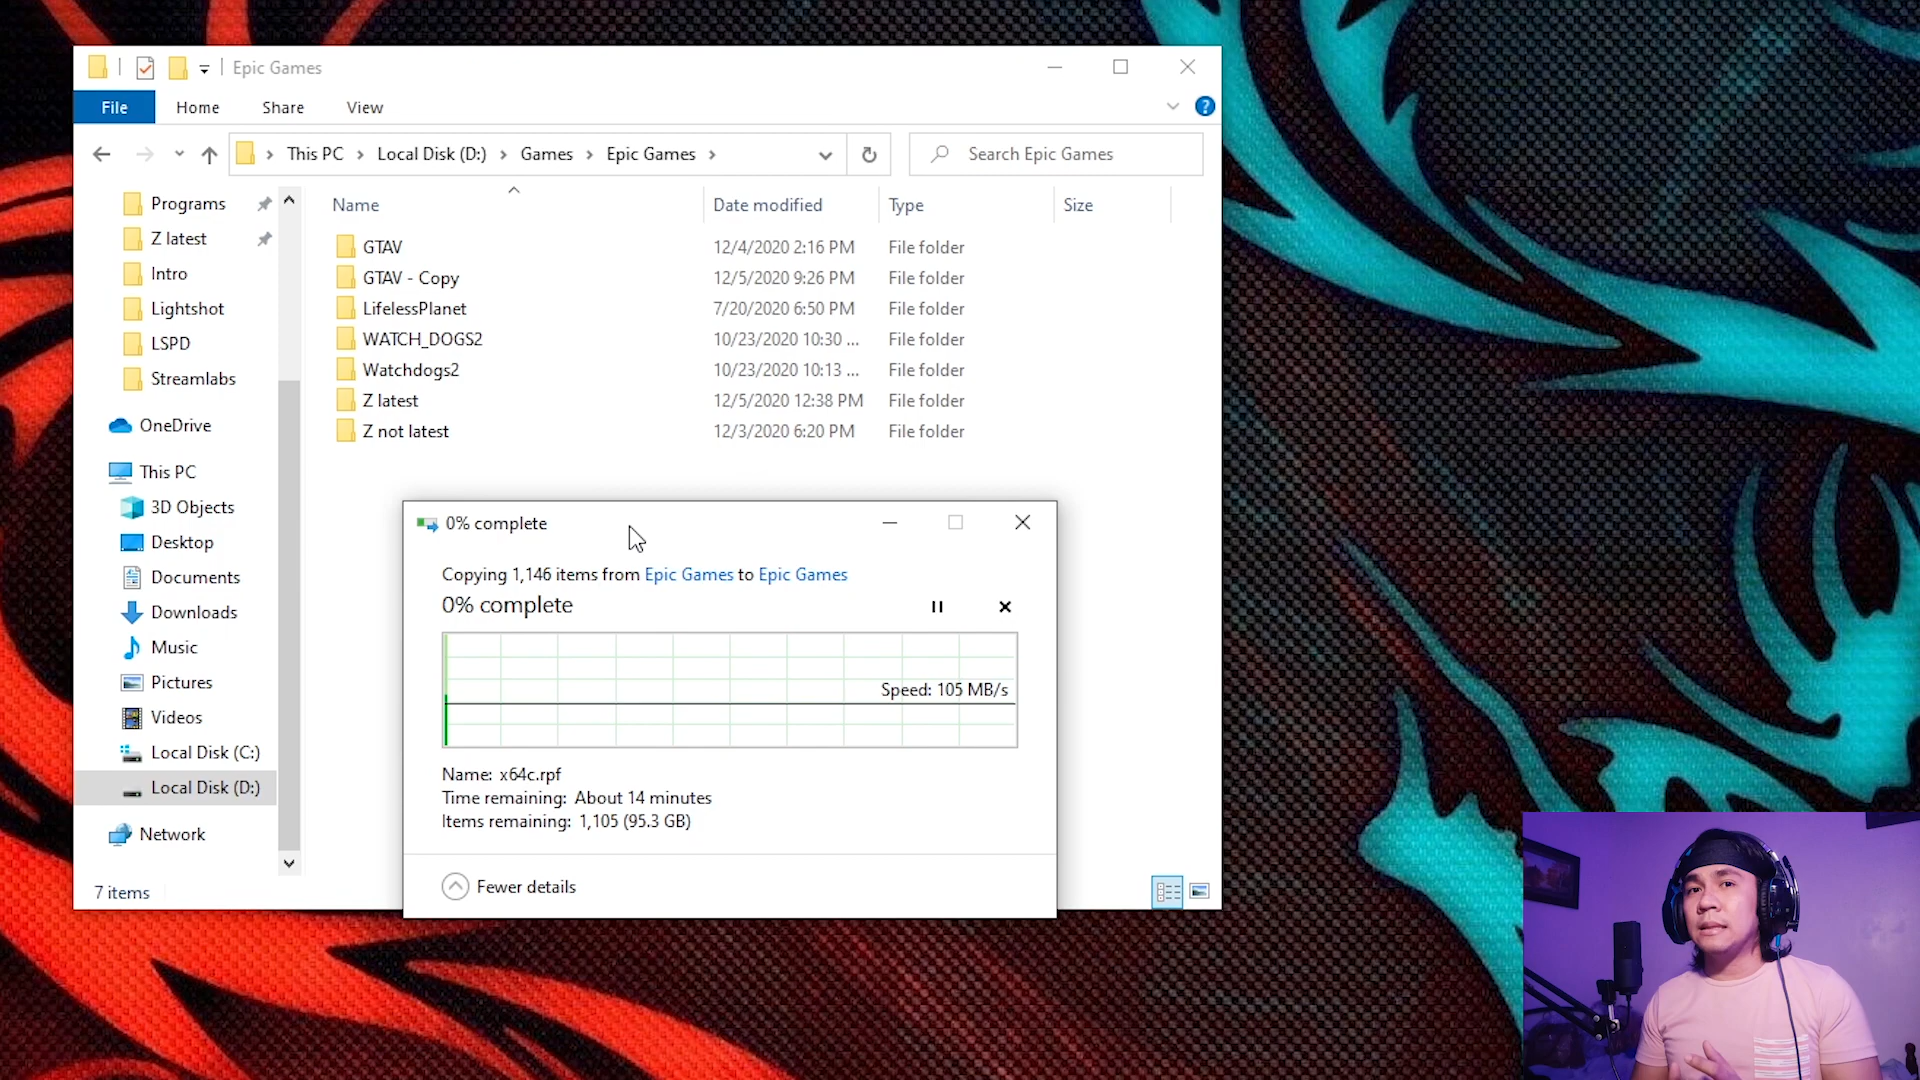 Epic Games
File Home Share View
This PC Local Disk (D:) Games Epic Games
Search Epic Games
Programs
Z latest
Intro
Lightshot
LSPD
Streamlabs
OneDrive
This PC
3D Objects
Desktop
Documents
Downloads
Music
Pictures
Videos
Local Disk (C:)
Local Disk (D:)
Network
7 items
Name Date modified Type Size
GTAV 12/4/2020 2:16 PM File folder
GTAV - Copy 12/5/2020 9:26 PM File folder
LifelessPlanet 7/20/2020 6:50 PM File folder
WATCH_DOGS2 10/23/2020 10:30 ... File folder
Watchdogs2 10/23/2020 10:13 ... File folder
Z latest 12/5/2020 12:38 PM File folder
Z not latest 12/3/2020 6:20 PM File folder
0% complete
Copying 1,146 items from Epic Games to Epic Games
0% complete
Speed: 105 MB/s
Name: x64c.rpf
Time remaining: About 14 minutes
Items remaining: 1,105 (95.3 GB)
Fewer details